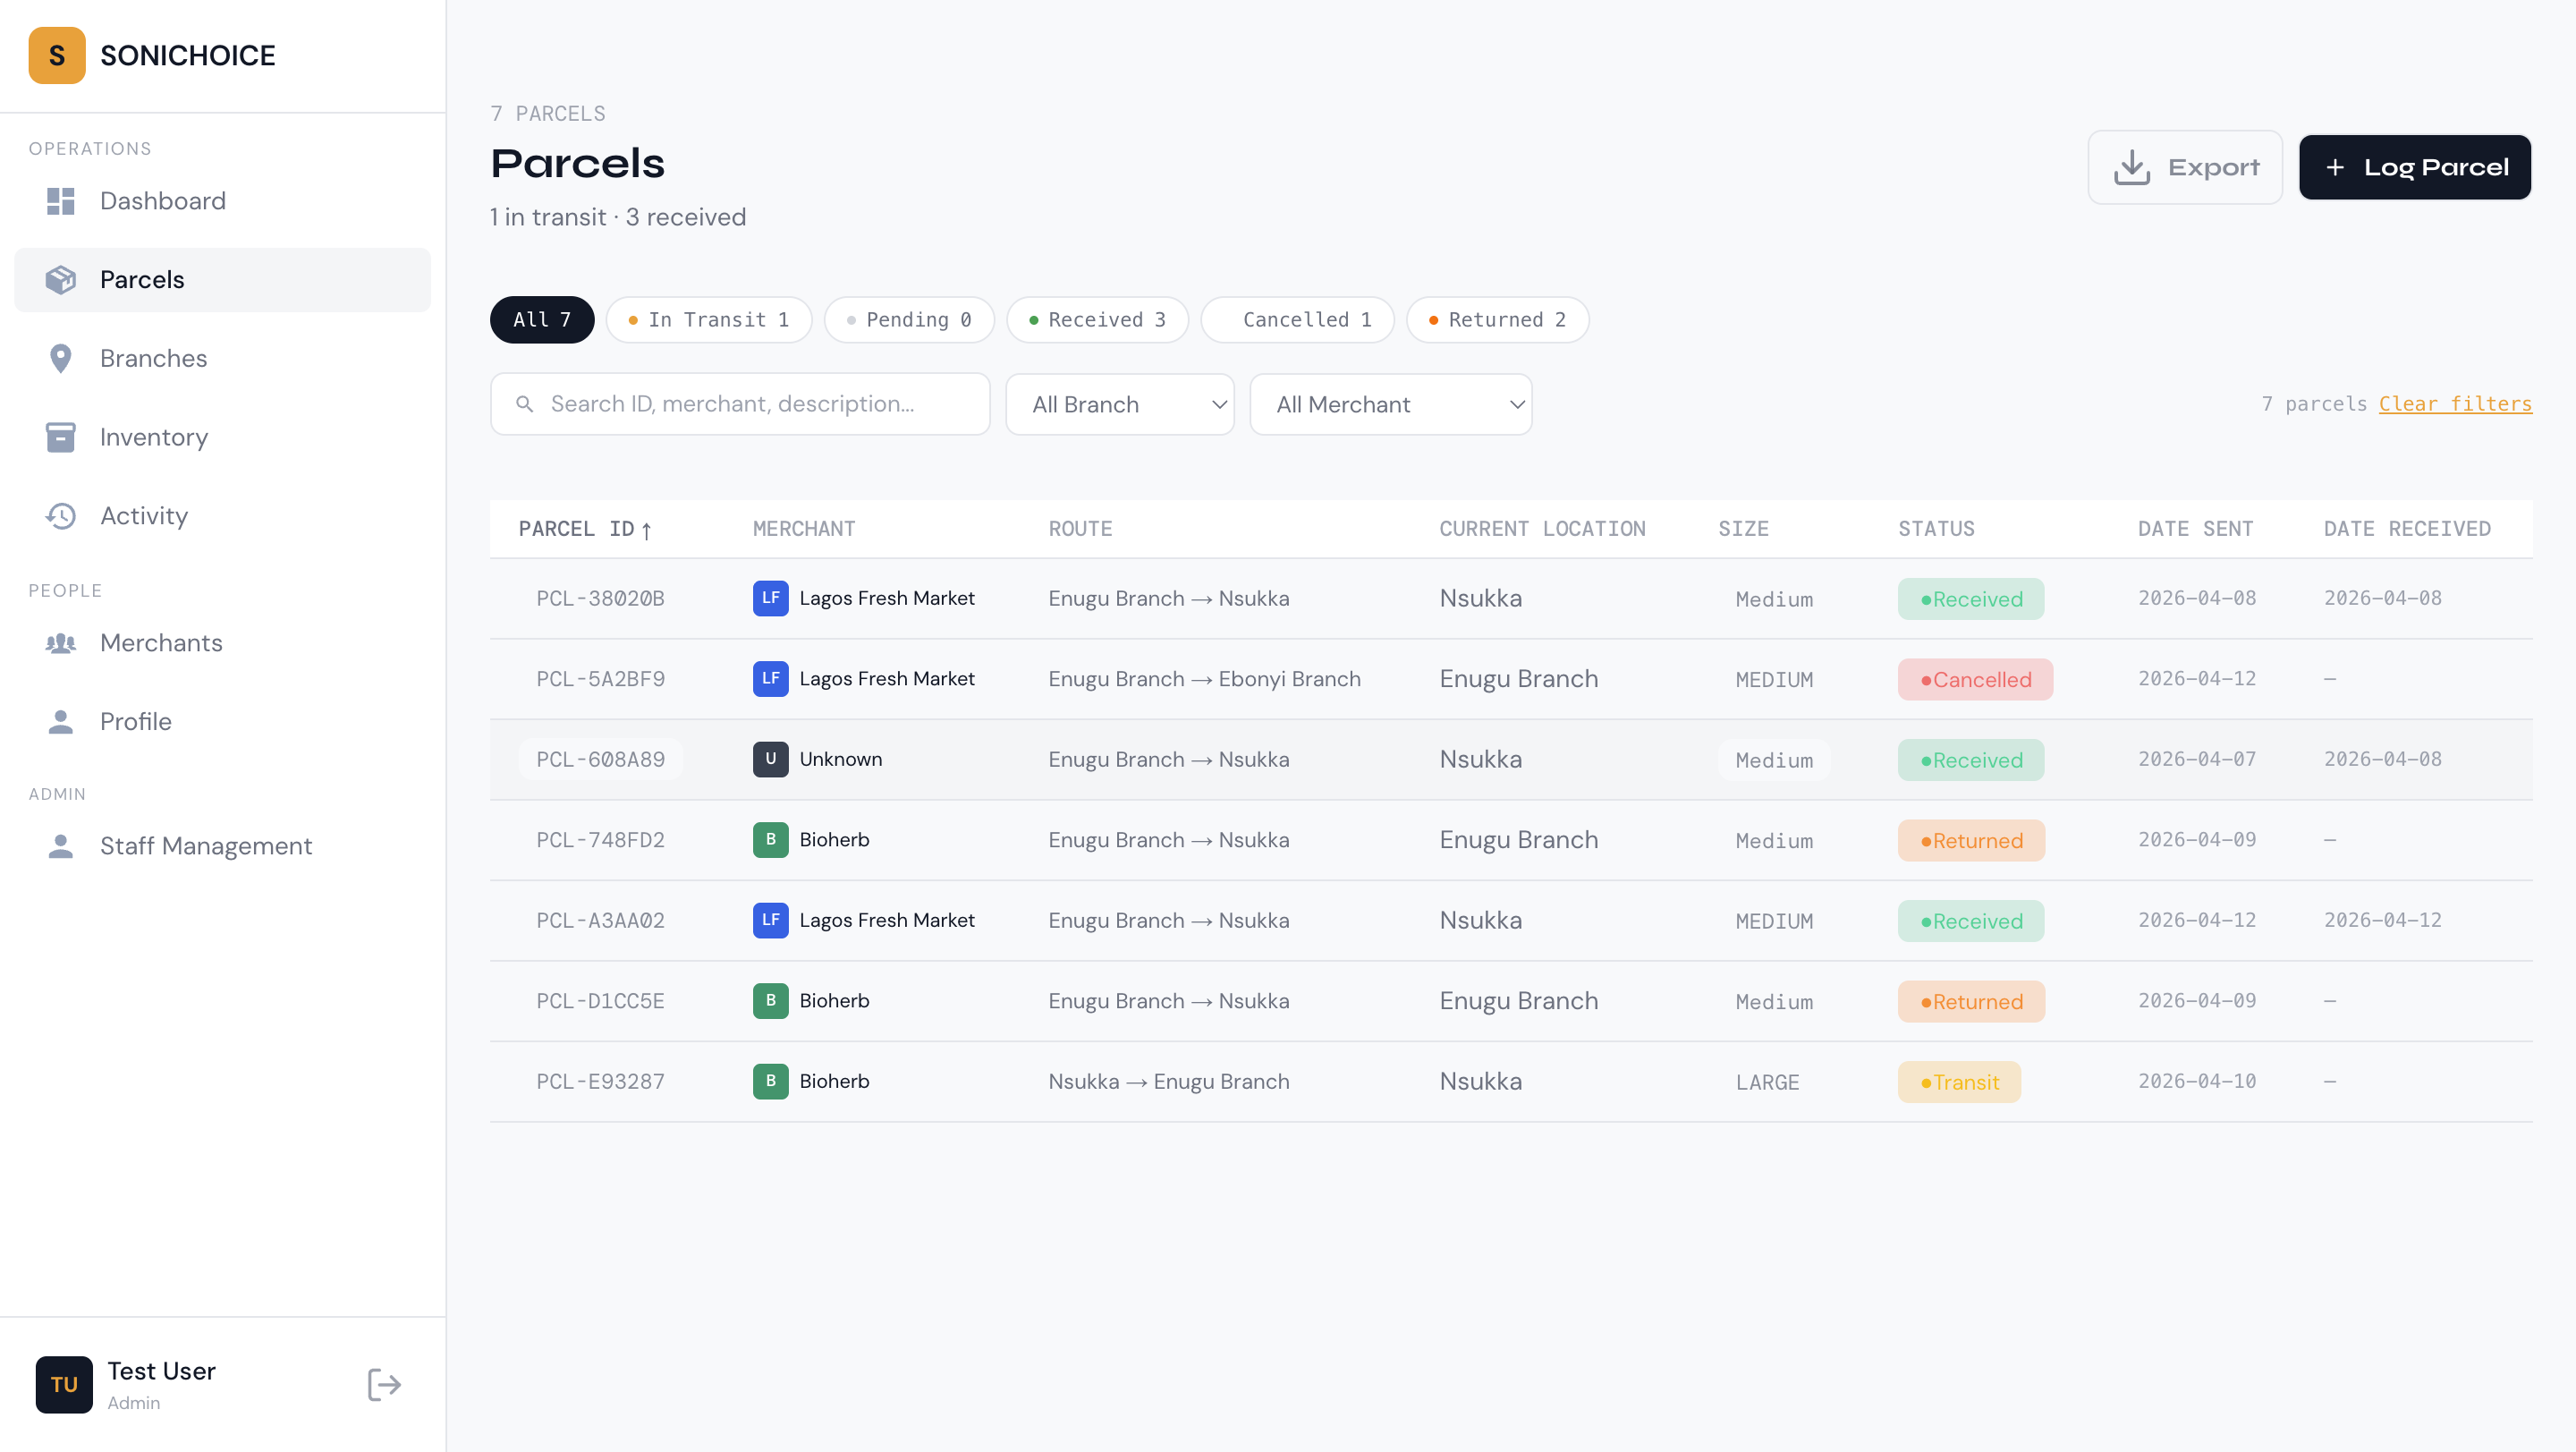 S SONICHOICE
OPERATIONS
Dashboard
Parcels
Branches
Inventory
Activity
PEOPLE
Merchants
Profile
ADMIN
Staff Management
TU Test User
Admin
7 PARCELS
Parcels
1 in transit · 3 received
Export
+ Log Parcel
All 7 In Transit 1 Pending 0 Received 3 Cancelled 1 Returned 2
Search ID, merchant, description... All Branch All Merchant 7 parcels Clear filters
PARCEL ID ↑ MERCHANT ROUTE CURRENT LOCATION SIZE STATUS DATE SENT DATE RECEIVED
PCL-38020B LF Lagos Fresh Market Enugu Branch → Nsukka Nsukka Medium Received 2026-04-08 2026-04-08
PCL-5A2BF9 LF Lagos Fresh Market Enugu Branch → Ebonyi Branch Enugu Branch MEDIUM Cancelled 2026-04-12 —
PCL-608A89 U Unknown Enugu Branch → Nsukka Nsukka Medium Received 2026-04-07 2026-04-08
PCL-748FD2 B Bioherb Enugu Branch → Nsukka Enugu Branch Medium Returned 2026-04-09 —
PCL-A3AA02 LF Lagos Fresh Market Enugu Branch → Nsukka Nsukka MEDIUM Received 2026-04-12 2026-04-12
PCL-D1CC5E B Bioherb Enugu Branch → Nsukka Enugu Branch Medium Returned 2026-04-09 —
PCL-E93287 B Bioherb Nsukka → Enugu Branch Nsukka LARGE Transit 2026-04-10 —